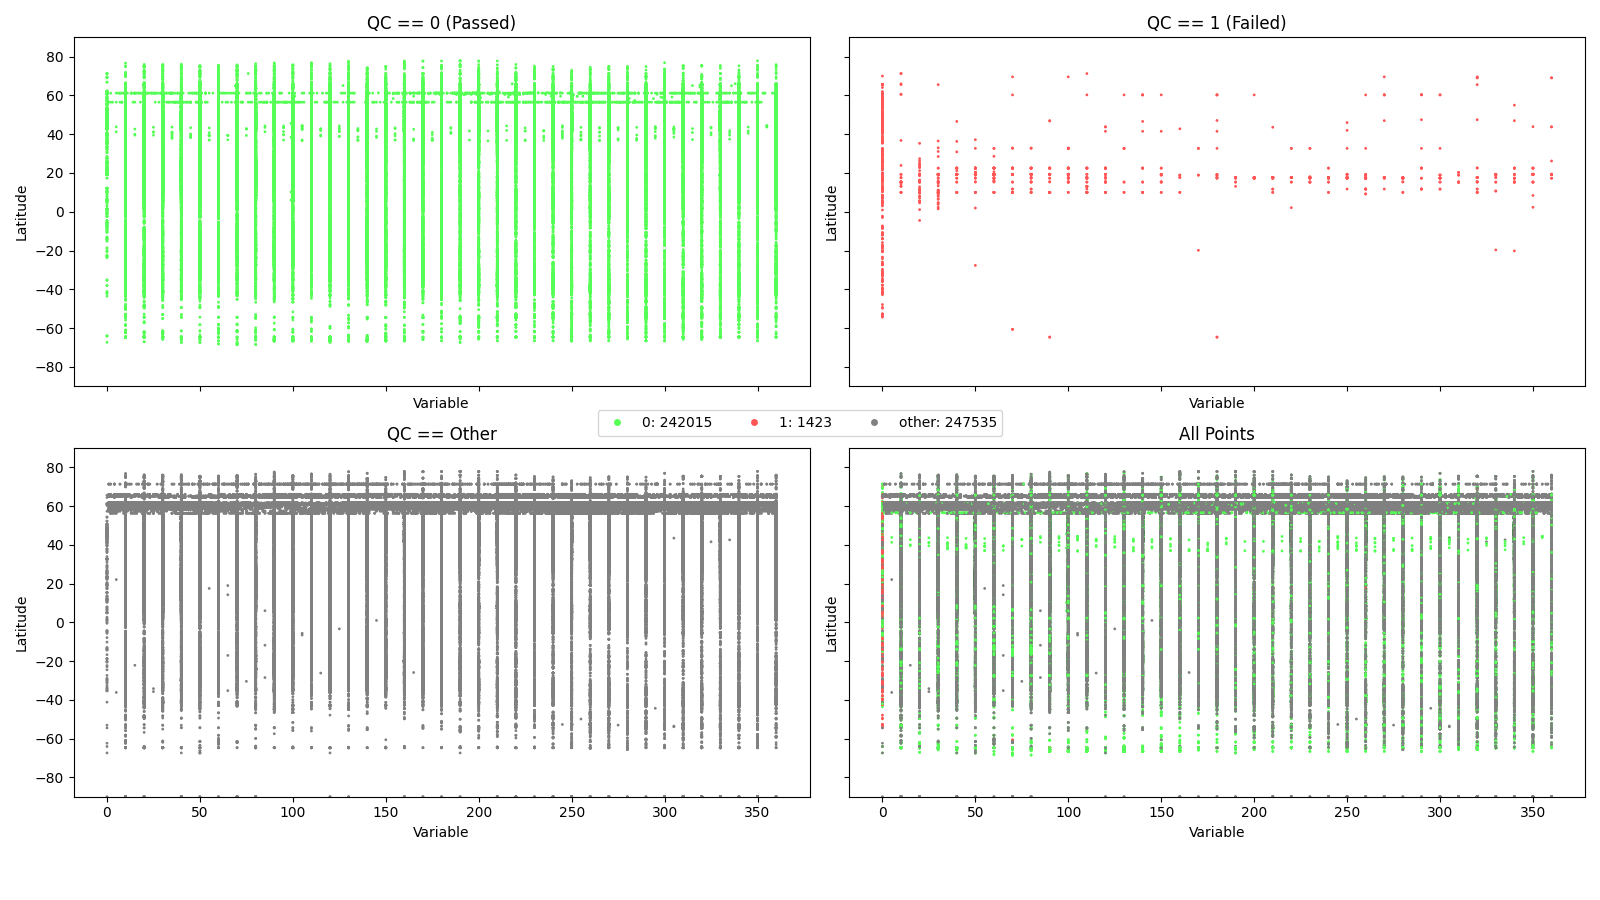 QC == 0 (Passed)
QC == 1 (Failed)
80
60
40
20
0
−20
−40
−60
−80
Latitude
Latitude
Variable
Variable
0: 242015
1: 1423
other: 247535
QC == Other
All Points
80
60
40
20
0
−20
−40
−60
−80
Latitude
Latitude
0 50 100 150 200 250 300 350
0 50 100 150 200 250 300 350
Variable
Variable